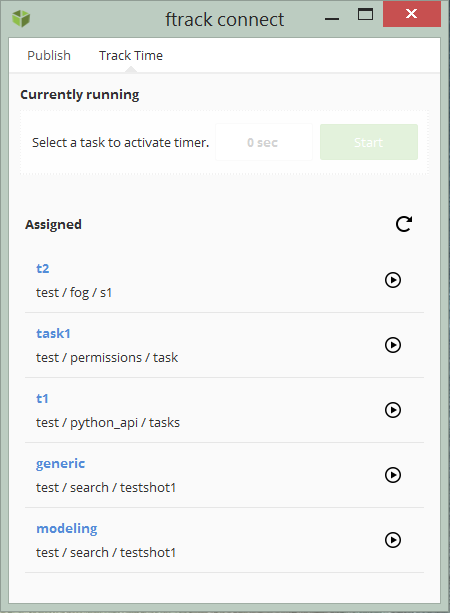 ftrack connect
Publish Track Time
Currently running
Select a task to activate timer. 0 sec Start
Assigned
t2
test / fog / s1
task1
test / permissions / task
t1
test / python_api / tasks
generic
test / search / testshot1
modeling
test / search / testshot1